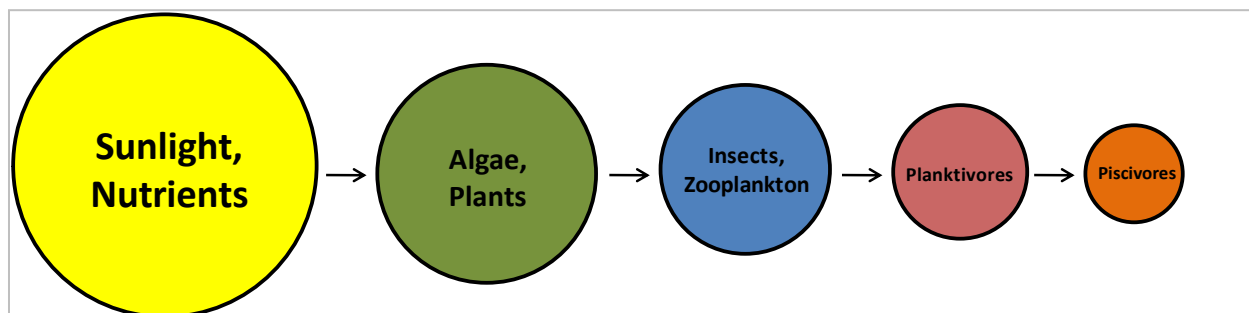 Sunlight,
Nutrients
Algae,
Plants
Insects,
Zooplankton
Planktivores
Piscivores